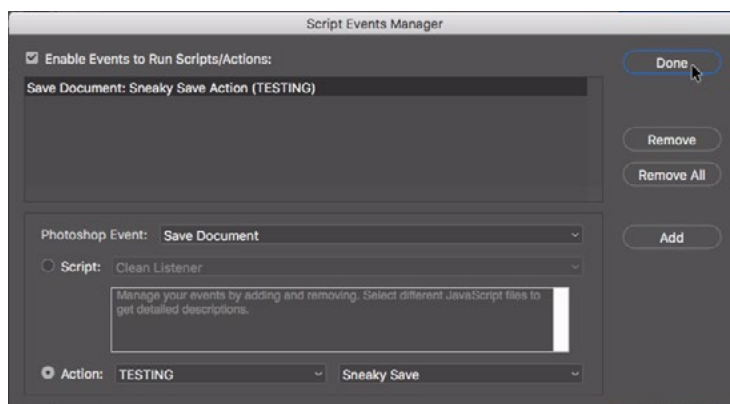 Script Events Manager
Enable Events to Run Scripts/Actions:
Done
Save Document: Sneaky Save Action (TESTING)
Remove
Remove All
Photoshop Event: Save Document
Add
Script: Clean Listener
Manage your events by adding and removing. Select different JavaScript files to
get detailed descriptions.
Action: TESTING Sneaky Save